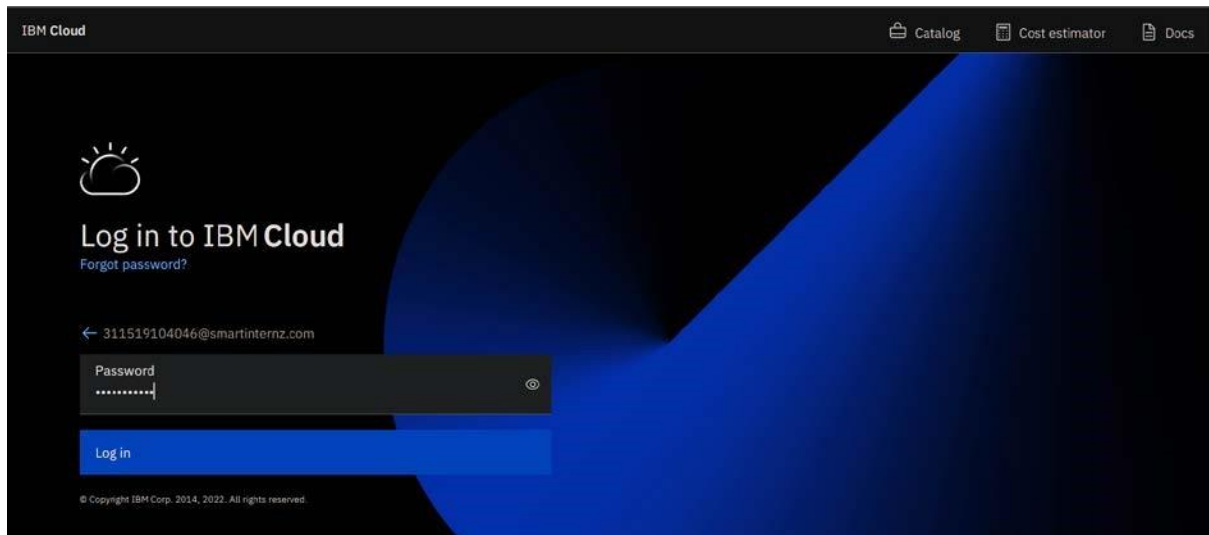 IBM Cloud
Catalog
Cost estimator
Docs
Log in to IBM Cloud
Forgot password?
311519104046@smartinternz.com
Password
•••••••••••
Log in
© Copyright IBM Corp. 2014, 2022. All rights reserved.